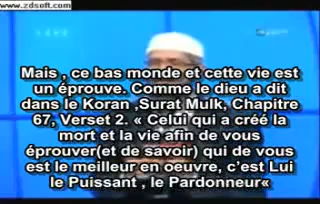 www.zdsoft.com
Mais , ce bas monde et cette vie est
un éprouve. Comme le dieu a dit
dans le Koran ,Surat Mulk, Chapitre
67, Verset 2. « Celui qui a créé la
mort et la vie afin de vous
éprouver(et de savoir) qui de vous
est le meilleur en oeuvre, c’est Lui
le Puissant , le Pardonneur«